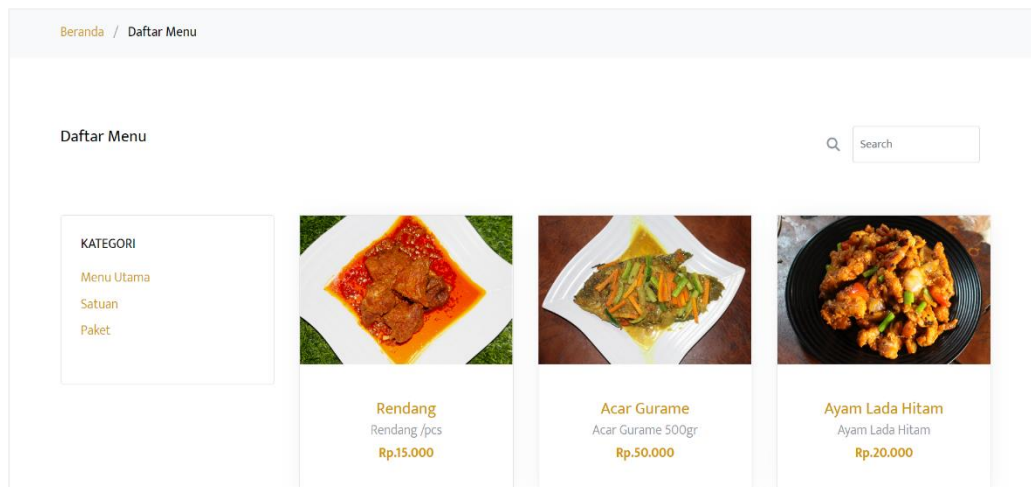 Beranda / Daftar Menu
Daftar Menu
Search
KATEGORI
Menu Utama
Satuan
Paket
Rendang
Rendang /pcs
Rp.15.000
Acar Gurame
Acar Gurame 500gr
Rp.50.000
Ayam Lada Hitam
Ayam Lada Hitam
Rp.20.000